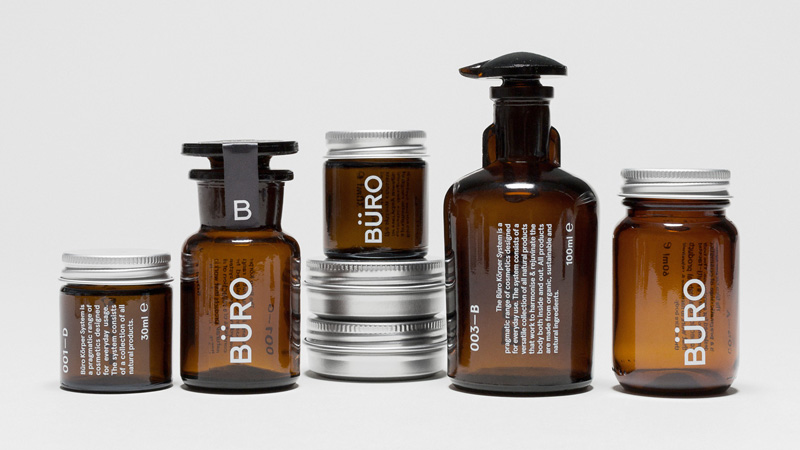 001—D
Büro Körper System is a
pragmatic range of
cosmetics designed
for everyday usage.
The system consists
of a collection of all
natural products.
30ml ℮
B
BÜRO
BÜRO
003—B
The Büro Körper System is a
pragmatic range of cosmetics designed
for everyday use. The system consists of a
versatile collection of all natural products
that work to harmonise & rejuvinate the
body both inside and out. All products
are made from organic, sustainable and
natural ingredients.
100ml ℮
BÜRO